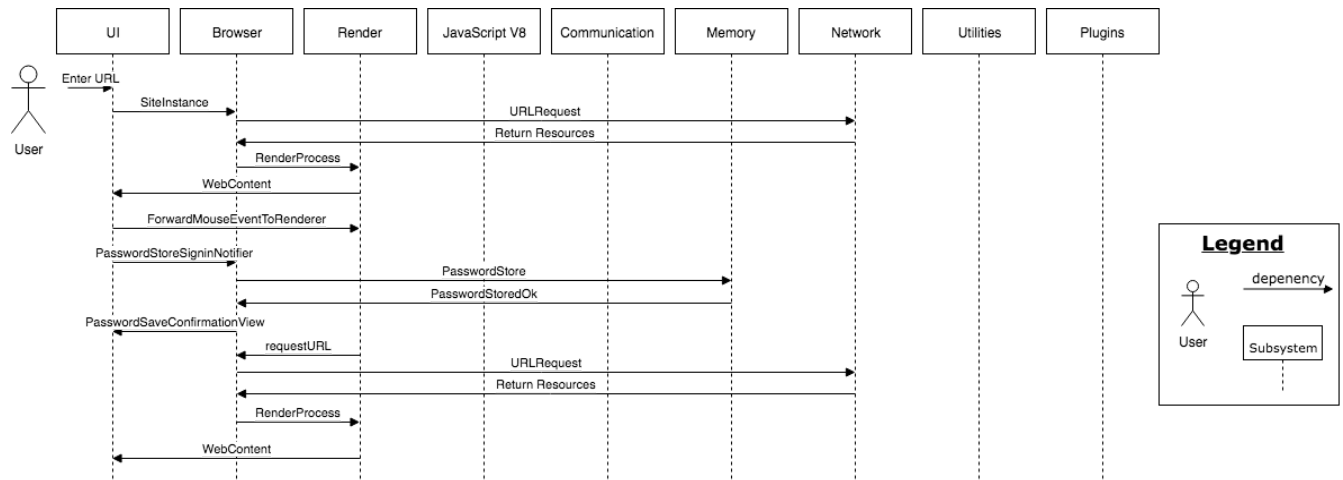 UI
Browser
Render
JavaScript V8
Communication
Memory
Network
Utilities
Plugins
Enter URL
User
SiteInstance
URLRequest
Return Resources
RenderProcess
WebContent
ForwardMouseEventToRenderer
PasswordStoreSigninNotifier
PasswordStore
PasswordStoredOk
PasswordSaveConfirmationView
requestURL
URLRequest
Return Resources
RenderProcess
WebContent
Legend
depenency
User
Subsystem